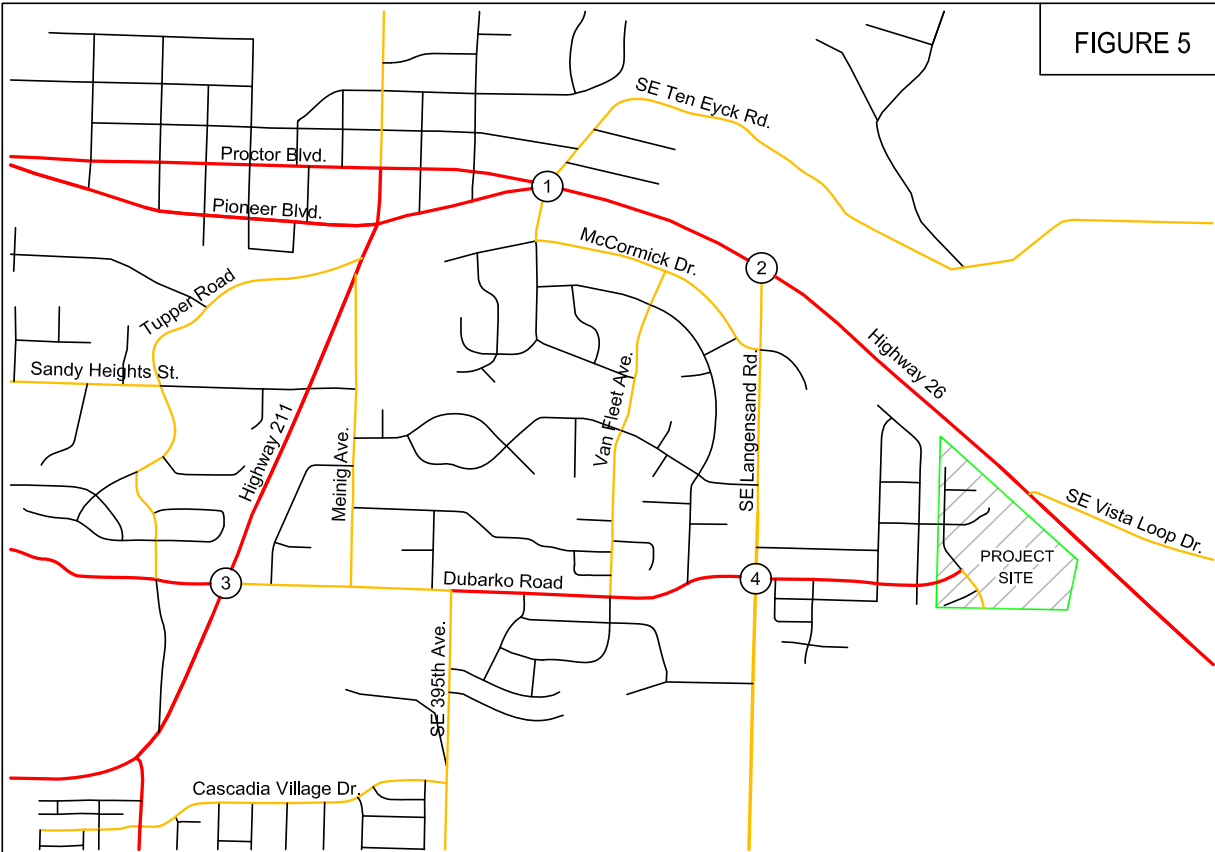 FIGURE 5
SE Ten Eyck Rd.
Proctor Blvd.
1
Pioneer Blvd.
McCormick Dr.
2
Tupper Road
Highway 26
Sandy Heights St.
Van Fleet Ave.
SE Langensand Rd.
Highway 211
Meinig Ave.
SE Vista Loop Dr.
PROJECT
SITE
3
Dubarko Road
4
SE 395th Ave.
Cascadia Village Dr.